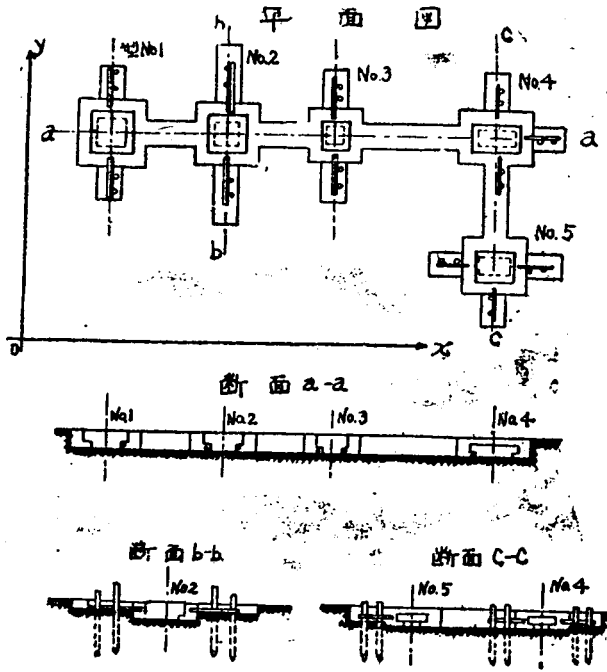 平 面 図
y
No.1
h
No.2
No.3
C
No.4
a
a
b
No.5
C
O
x
断 面 a-a
No.1
No.2
No.3
No.4
断 面 b-b
No.2
断 面 C-C
No.5
No.4